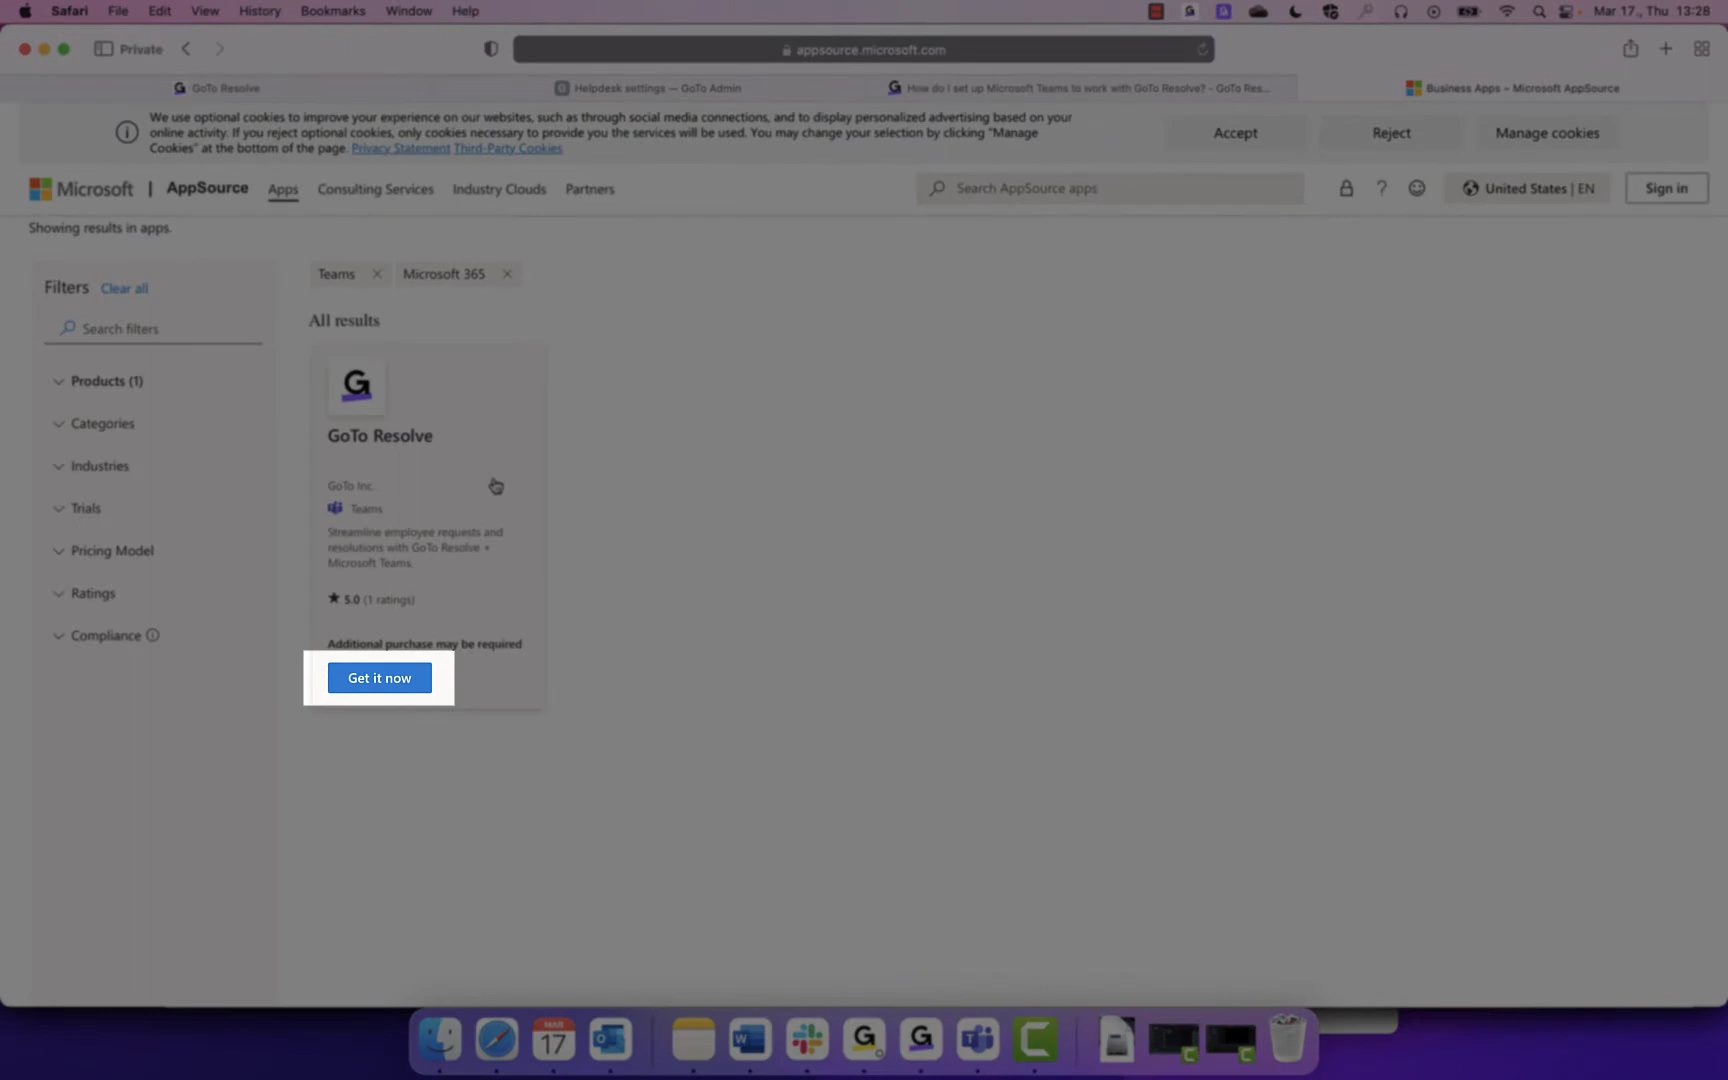 Safari File Edit View History Bookmarks Window Help Mar 17., Thu 13:28
Private appsource.microsoft.com
GoTo Resolve Helpdesk settings — GoTo Admin How do I set up Microsoft Teams to work with GoTo Resolve? - GoTo Res... Business Apps – Microsoft AppSource
We use optional cookies to improve your experience on our websites, such as through social media connections, and to display personalized advertising based on your
online activity. If you reject optional cookies, only cookies necessary to provide you the services will be used. You may change your selection by clicking "Manage
Cookies" at the bottom of the page. Privacy Statement Third-Party Cookies
Accept Reject Manage cookies
Microsoft | AppSource Apps Consulting Services Industry Clouds Partners Search AppSource apps ? United States | EN Sign in
Showing results in apps.
Filters Clear all
Search filters
Products (1)
Categories
Industries
Trials
Pricing Model
Ratings
Compliance
Teams Microsoft 365
All results
G
GoTo Resolve
GoTo Inc.
Teams
Streamline employee requests and
resolutions with GoTo Resolve +
Microsoft Teams.
5.0 (1 ratings)
Additional purchase may be required
Get it now
MAR
17